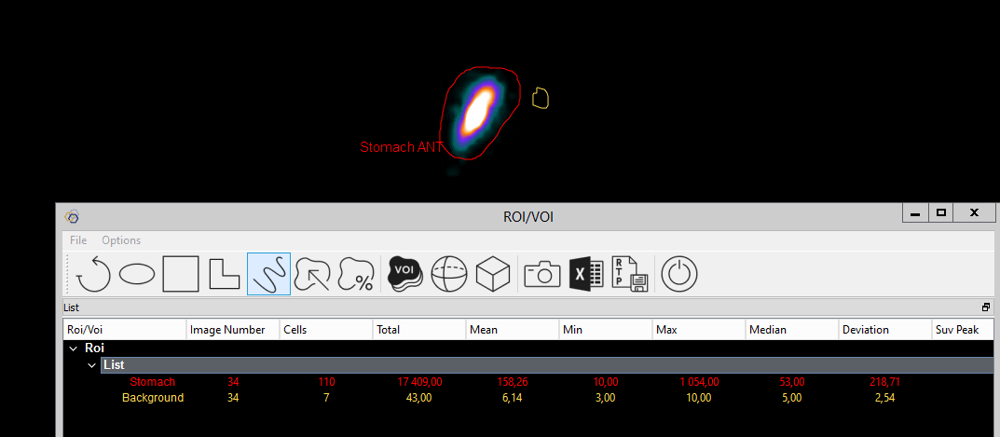 Stomach ANT
ROI/VOI
File Options
% VOI X RTP
List
Roi/Voi Image Number Cells Total Mean Min Max Median Deviation Suv Peak
Roi
List
Stomach 34 110 17 409,00 158,26 10,00 1 054,00 53,00 218,71
Background 34 7 43,00 6,14 3,00 10,00 5,00 2,54